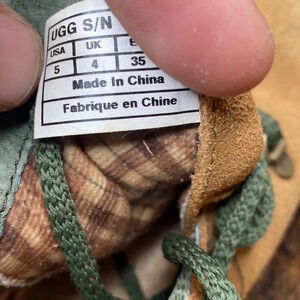 UGG S/N
USA UK E
5 4 35
Made In China
Fabrique en Chine